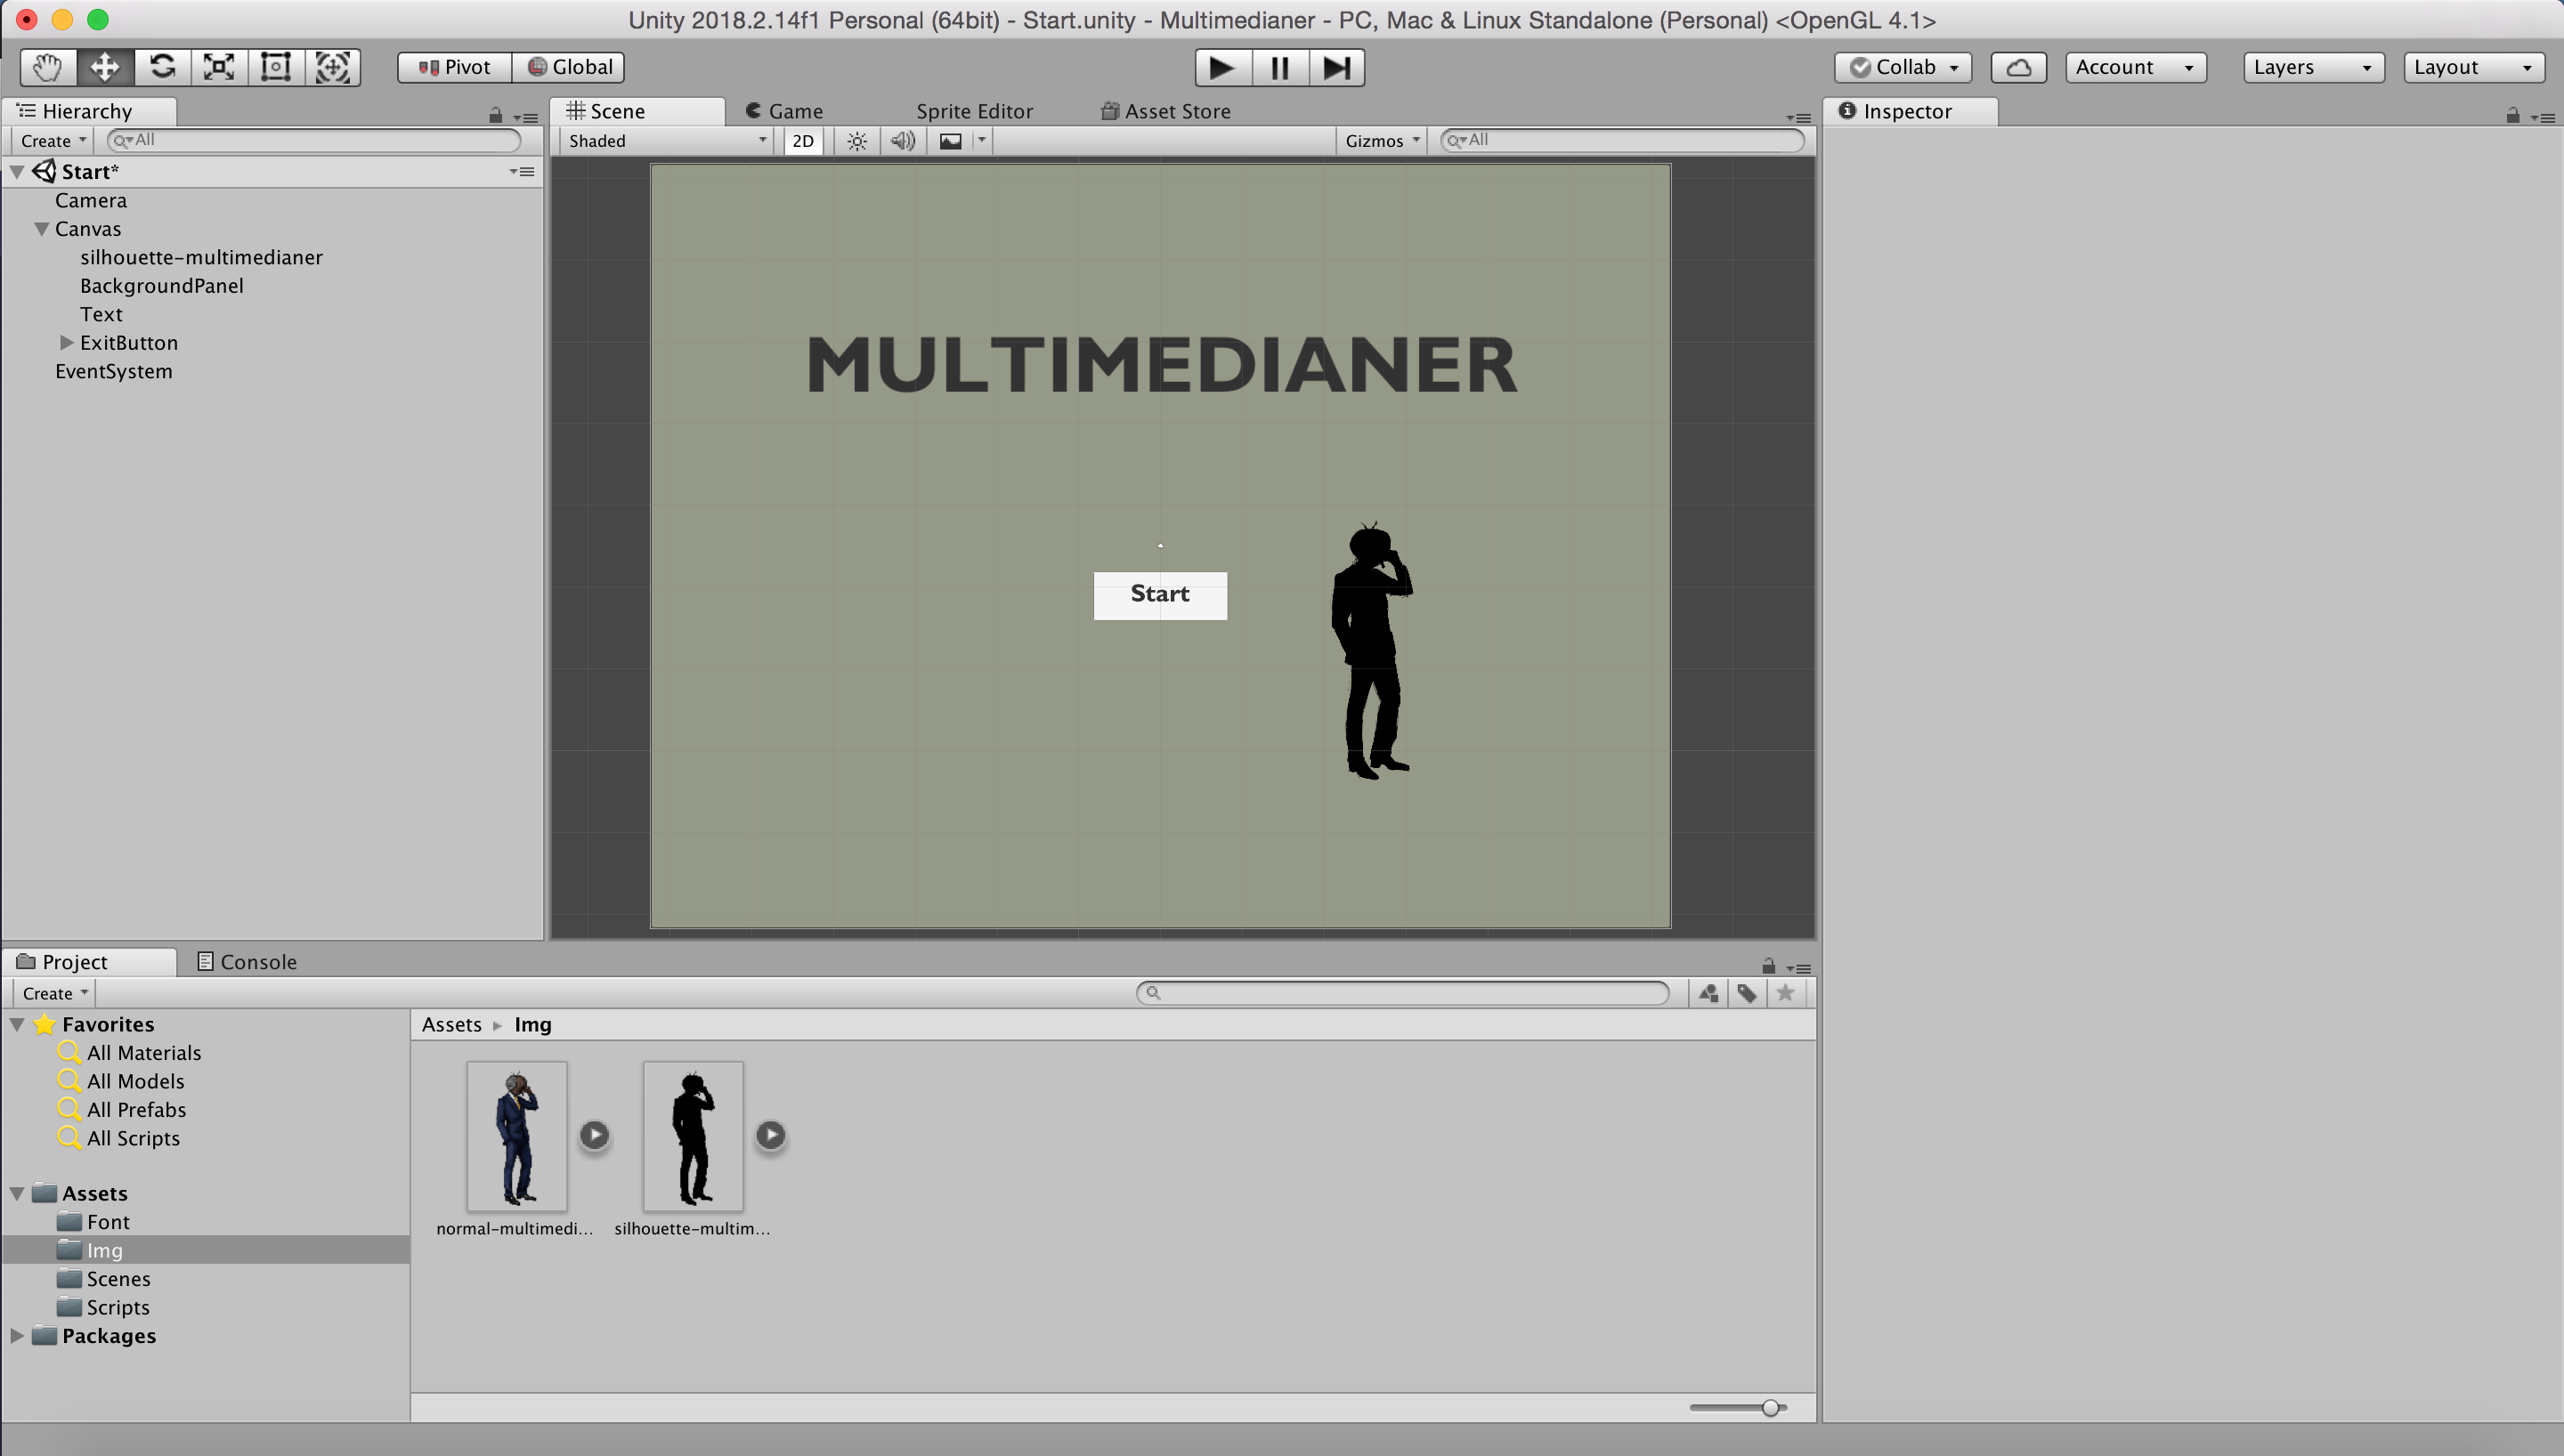 Unity 2018.2.14f1 Personal (64bit) - Start.unity - Multimedianer - PC, Mac & Linux Standalone (Personal) <OpenGL 4.1>
Pivot Global Collab Account Layers Layout
Hierarchy
Create All
Start*
Camera
Canvas
silhouette-multimedianer
BackgroundPanel
Text
ExitButton
EventSystem
Scene Game Sprite Editor Asset Store
Shaded 2D Gizmos All
MULTIMEDIANER
Start
Inspector
Project Console
Create
Favorites
All Materials
All Models
All Prefabs
All Scripts
Assets
Font
Img
Scenes
Scripts
Packages
Assets Img
normal-multimedi... silhouette-multim...